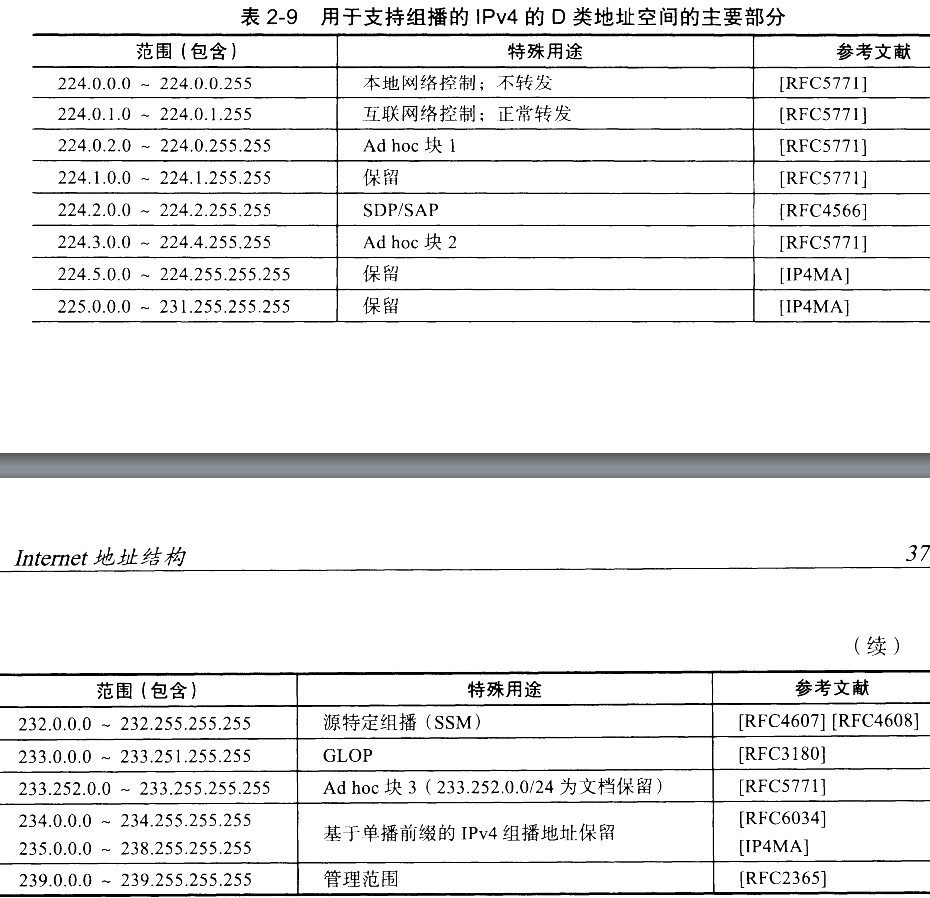 表 2-9 用于支持组播的 IPv4 的 D 类地址空间的主要部分
范围（包含） 特殊用途 参考文献
224.0.0.0 ~ 224.0.0.255 本地网络控制；不转发 [RFC5771]
224.0.1.0 ~ 224.0.1.255 互联网络控制；正常转发 [RFC5771]
224.0.2.0 ~ 224.0.255.255 Ad hoc 块 1 [RFC5771]
224.1.0.0 ~ 224.1.255.255 保留 [RFC5771]
224.2.0.0 ~ 224.2.255.255 SDP/SAP [RFC4566]
224.3.0.0 ~ 224.4.255.255 Ad hoc 块 2 [RFC5771]
224.5.0.0 ~ 224.255.255.255 保留 [IP4MA]
225.0.0.0 ~ 231.255.255.255 保留 [IP4MA]
Internet 地址结构 37
（续）
范围（包含） 特殊用途 参考文献
232.0.0.0 ~ 232.255.255.255 源特定组播（SSM） [RFC4607] [RFC4608]
233.0.0.0 ~ 233.251.255.255 GLOP [RFC3180]
233.252.0.0 ~ 233.255.255.255 Ad hoc 块 3（233.252.0.0/24 为文档保留） [RFC5771]
234.0.0.0 ~ 234.255.255.255 [RFC6034]
基于单播前缀的 IPv4 组播地址保留
235.0.0.0 ~ 238.255.255.255 [IP4MA]
239.0.0.0 ~ 239.255.255.255 管理范围 [RFC2365]